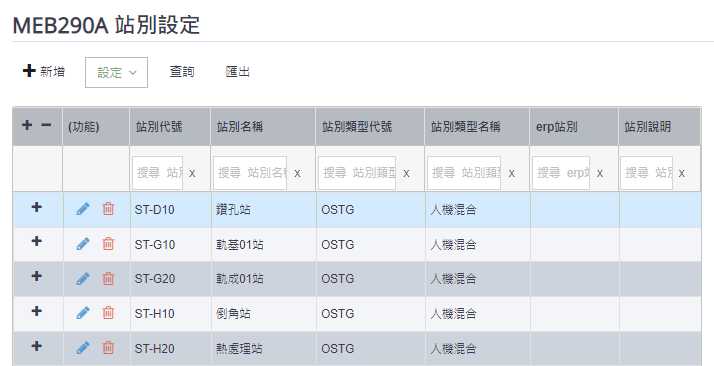 MEB290A 站別設定
新增 設定 查詢 匯出
(功能) 站別代號 站別名稱 站別類型代號 站別類型名稱 erp站別 站別說明
搜尋 站別 x 搜尋 站別名稱 x 搜尋 站別類型 x 搜尋 站別類型 x 搜尋 erp站 x 搜尋 站別 x
ST-D10 鑽孔站 OSTG 人機混合
ST-G10 軌基01站 OSTG 人機混合
ST-G20 軌成01站 OSTG 人機混合
ST-H10 倒角站 OSTG 人機混合
ST-H20 熱處理站 OSTG 人機混合